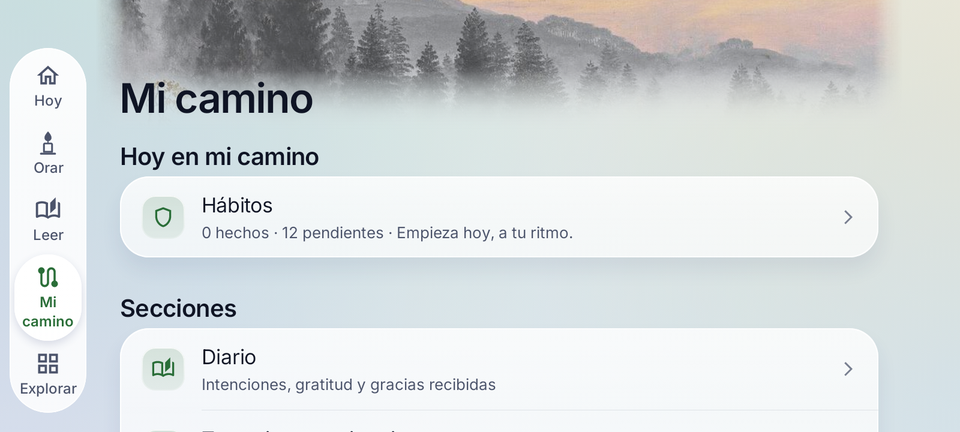 Mi camino
Hoy
Orar
Leer
Mi
camino
Explorar
Hoy en mi camino
Hábitos
0 hechos · 12 pendientes · Empieza hoy, a tu ritmo.
Secciones
Diario
Intenciones, gratitud y gracias recibidas